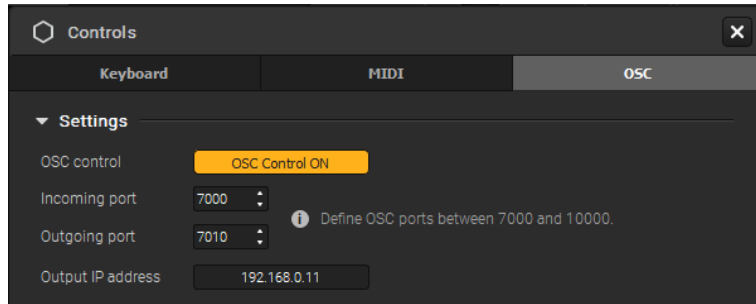 Controls
Keyboard MIDI OSC
Settings
OSC control OSC Control ON
Incoming port 7000
Define OSC ports between 7000 and 10000.
Outgoing port 7010
Output IP address 192.168.0.11